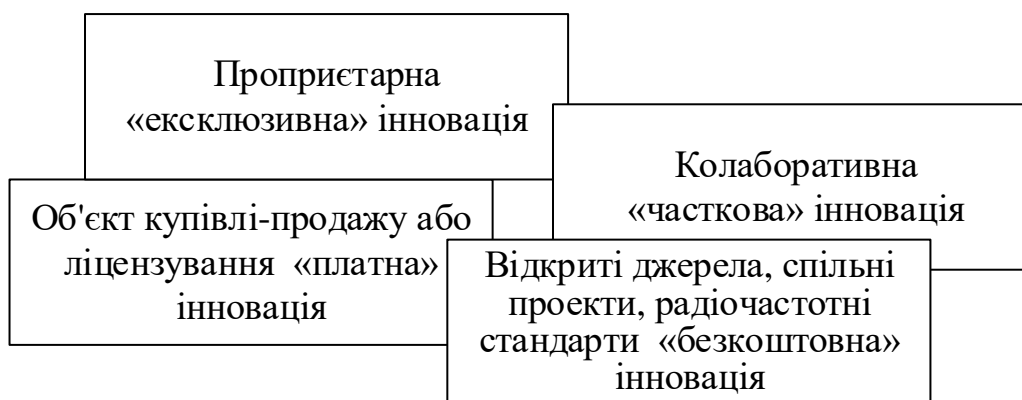 Проприєтарна
«ексклюзивна» інновація
Колаборативна
«часткова» інновація
Об'єкт купівлі-продажу або
ліцензування «платна»
інновація
Відкриті джерела, спільні
проекти, радіочастотні
стандарти «безкоштовна»
інновація